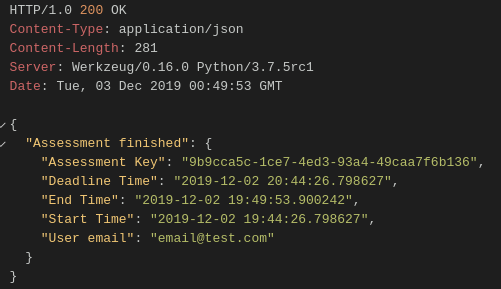 HTTP/1.0 200 OK
Content-Type: application/json
Content-Length: 281
Server: Werkzeug/0.16.0 Python/3.7.5rc1
Date: Tue, 03 Dec 2019 00:49:53 GMT

{
  "Assessment finished": {
    "Assessment Key": "9b9cca5c-1ce7-4ed3-93a4-49caa7f6b136",
    "Deadline Time": "2019-12-02 20:44:26.798627",
    "End Time": "2019-12-02 19:49:53.900242",
    "Start Time": "2019-12-02 19:44:26.798627",
    "User email": "email@test.com"
  }
}